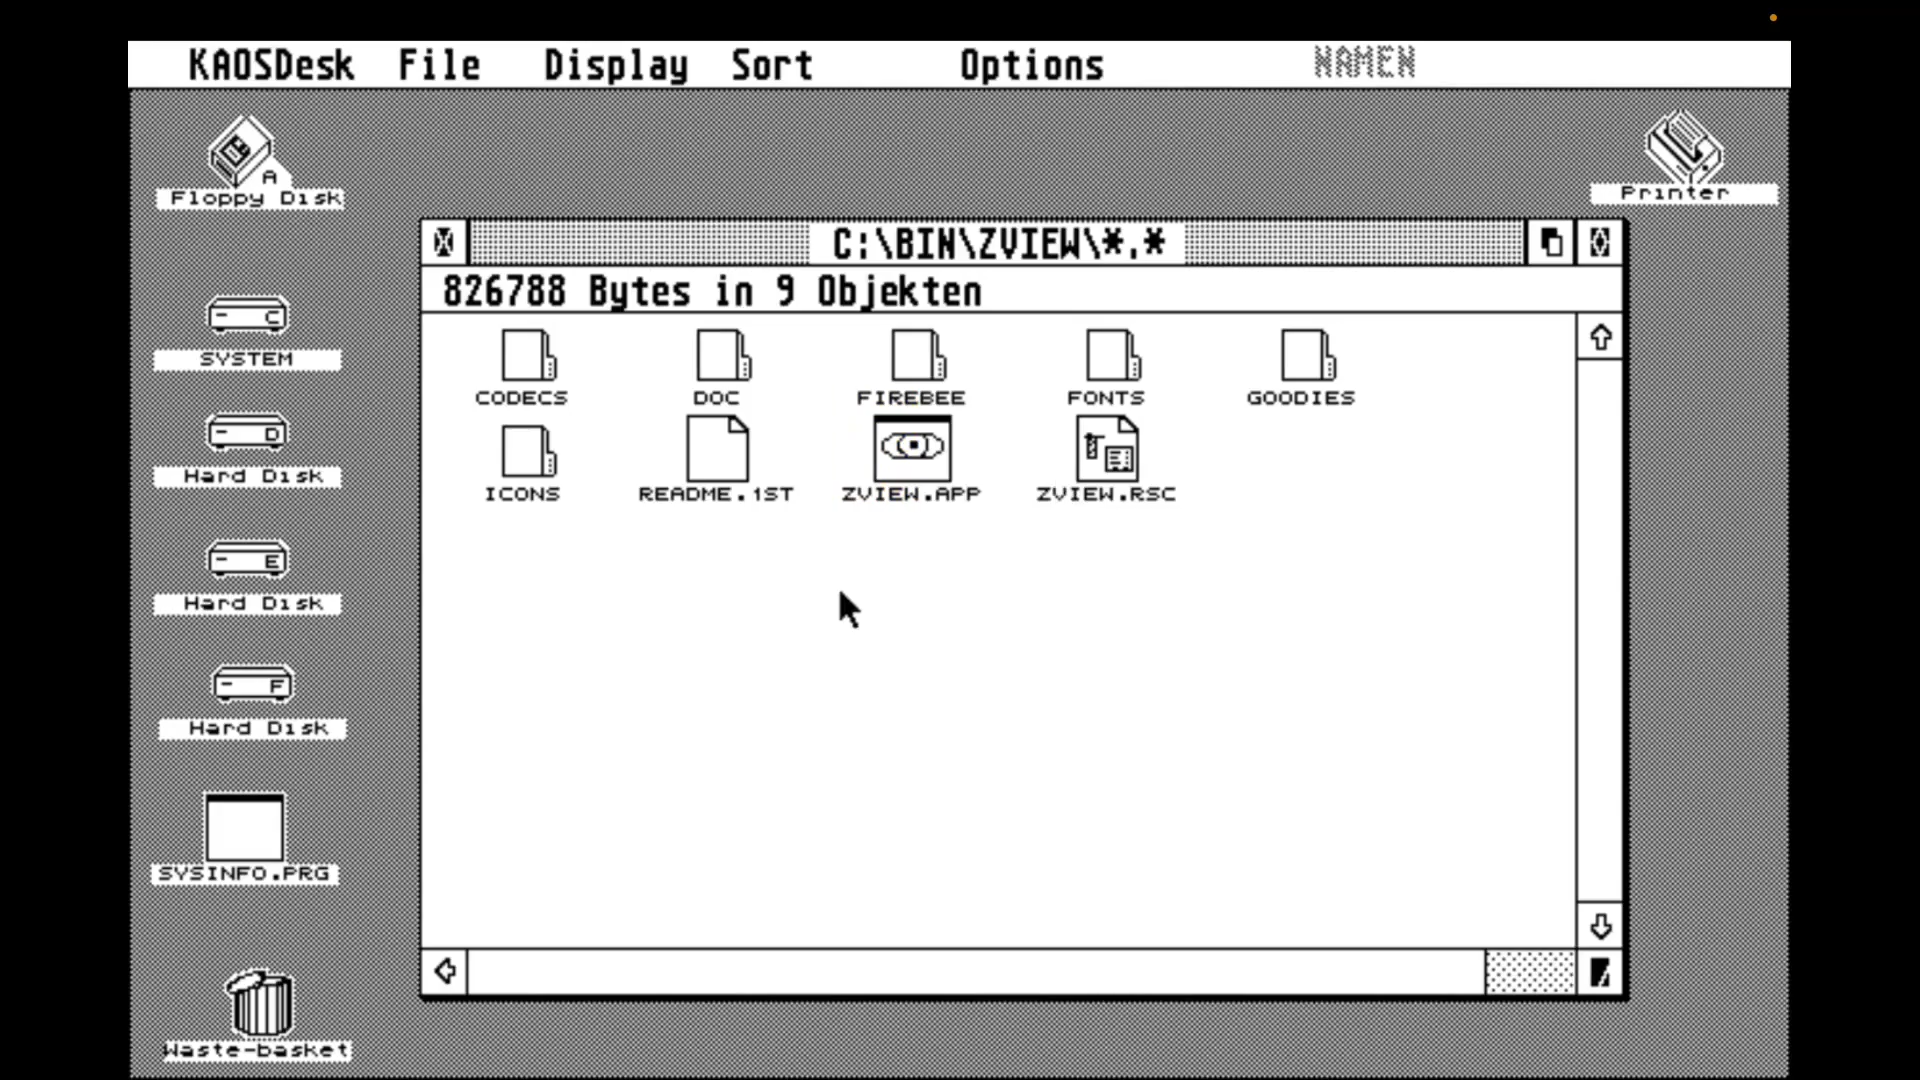 KAOSDesk File Display Sort Options NAMEN
A
Floppy Disk
Printer
C:\BIN\ZVIEW\*.*
826788 Bytes in 9 Objekten
C
SYSTEM
CODECS DOC FIREBEE FONTS GOODIES
D
Hard Disk
ICONS README.1ST ZVIEW.APP ZVIEW.RSC
E
Hard Disk
F
Hard Disk
SYSINFO.PRG
Waste-basket